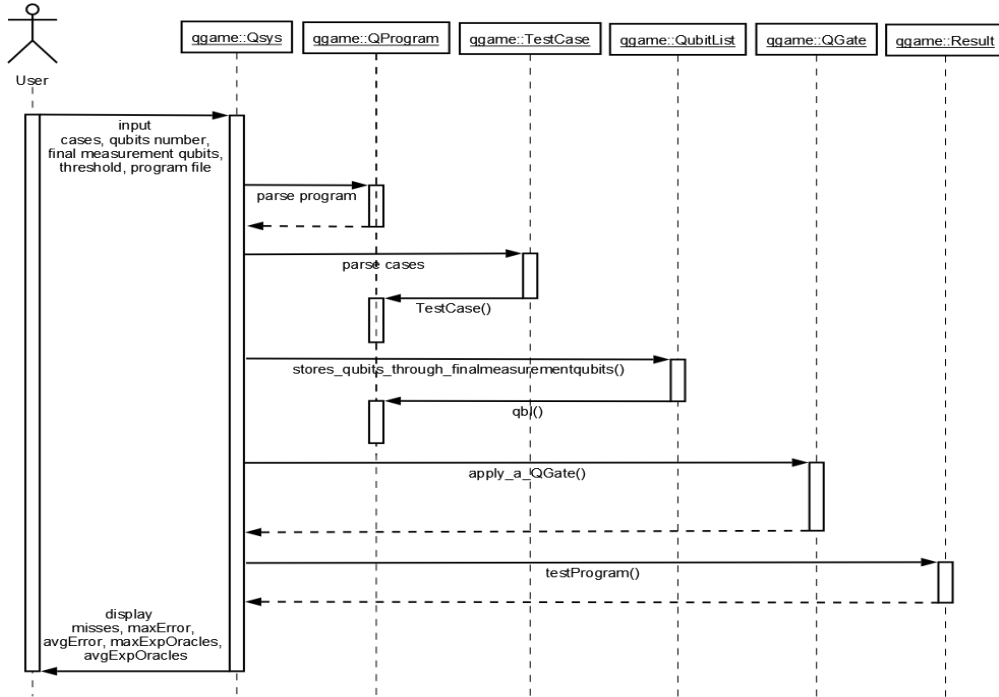 qgame::Qsys
qgame::QProgram
qgame::TestCase
qgame::QubitList
qgame::QGate
qgame::Result
User
input
cases, qubits number,
final measurement qubits,
threshold, program file
parse program
parse cases
TestCase()
stores_qubits_through_finalmeasurementqubits()
qbl()
apply_a_QGate()
testProgram()
display
misses, maxError,
avgError, maxExpOracles,
avgExpOracles